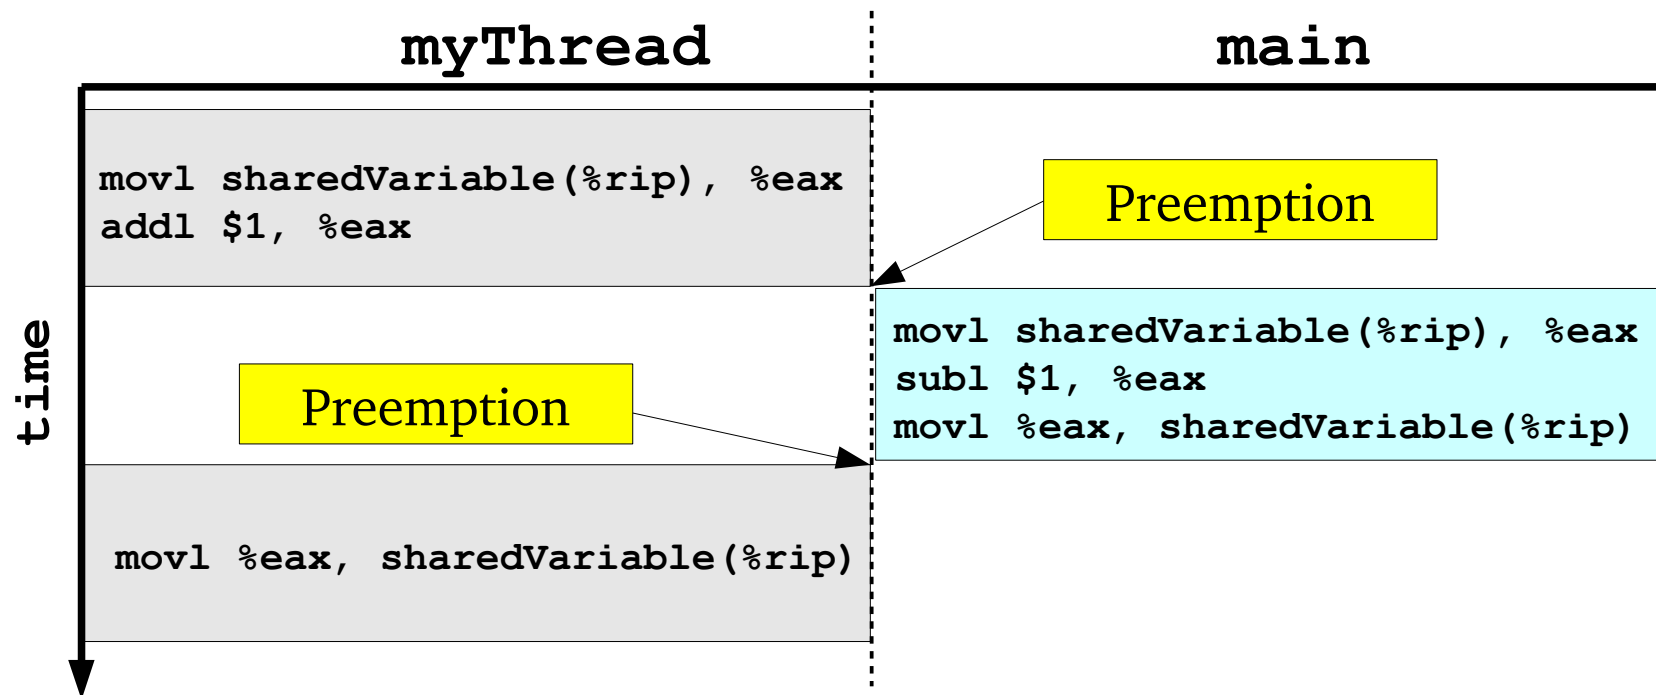 myThread
main
movl sharedVariable(%rip), %eax
addl $1, %eax
Preemption
time
movl sharedVariable(%rip), %eax
subl $1, %eax
movl %eax, sharedVariable(%rip)
Preemption
movl %eax, sharedVariable(%rip)